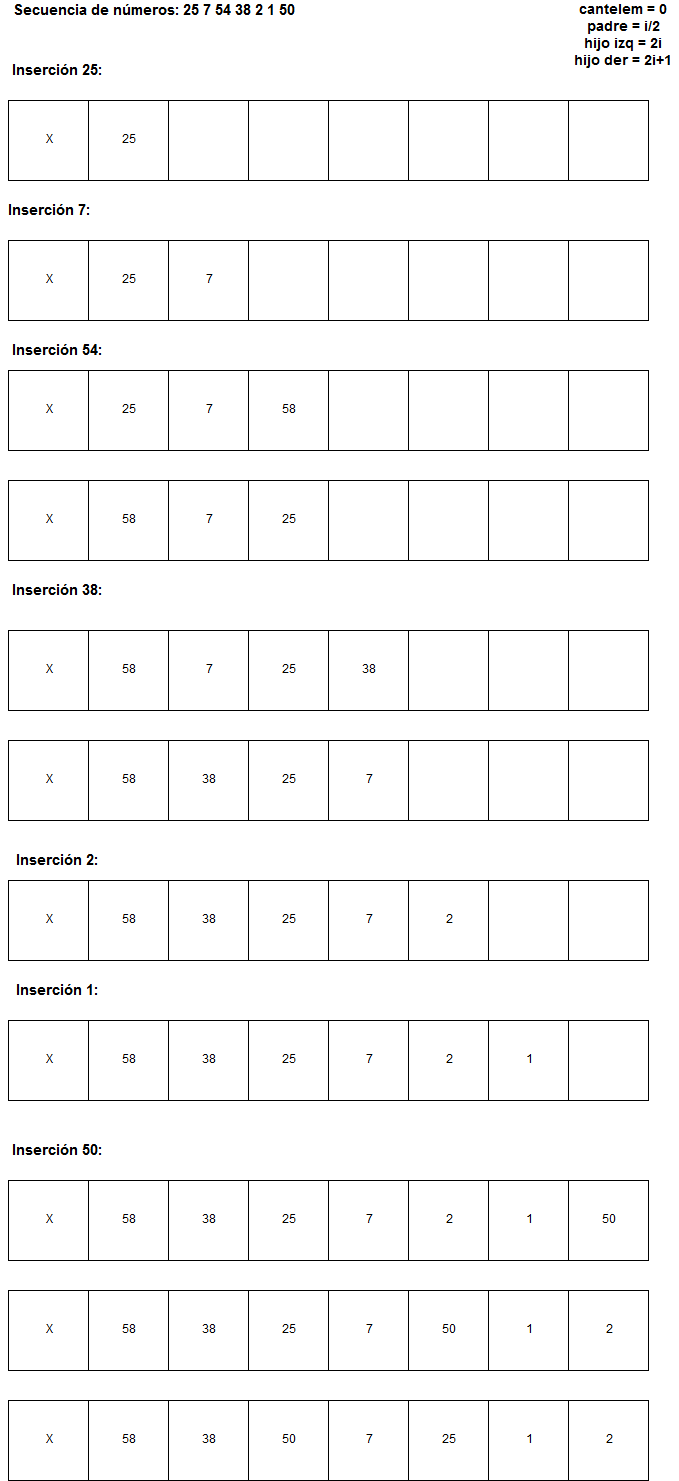 Secuencia de números: 25 7 54 38 2 1 50
cantelem = 0
padre = i/2
hijo izq = 2i
hijo der = 2i+1
Inserción 25:
X 25
Inserción 7:
X 25 7
Inserción 54:
X 25 7 58
X 58 7 25
Inserción 38:
X 58 7 25 38
X 58 38 25 7
Inserción 2:
X 58 38 25 7 2
Inserción 1:
X 58 38 25 7 2 1
Inserción 50:
X 58 38 25 7 2 1 50
X 58 38 25 7 50 1 2
X 58 38 50 7 25 1 2